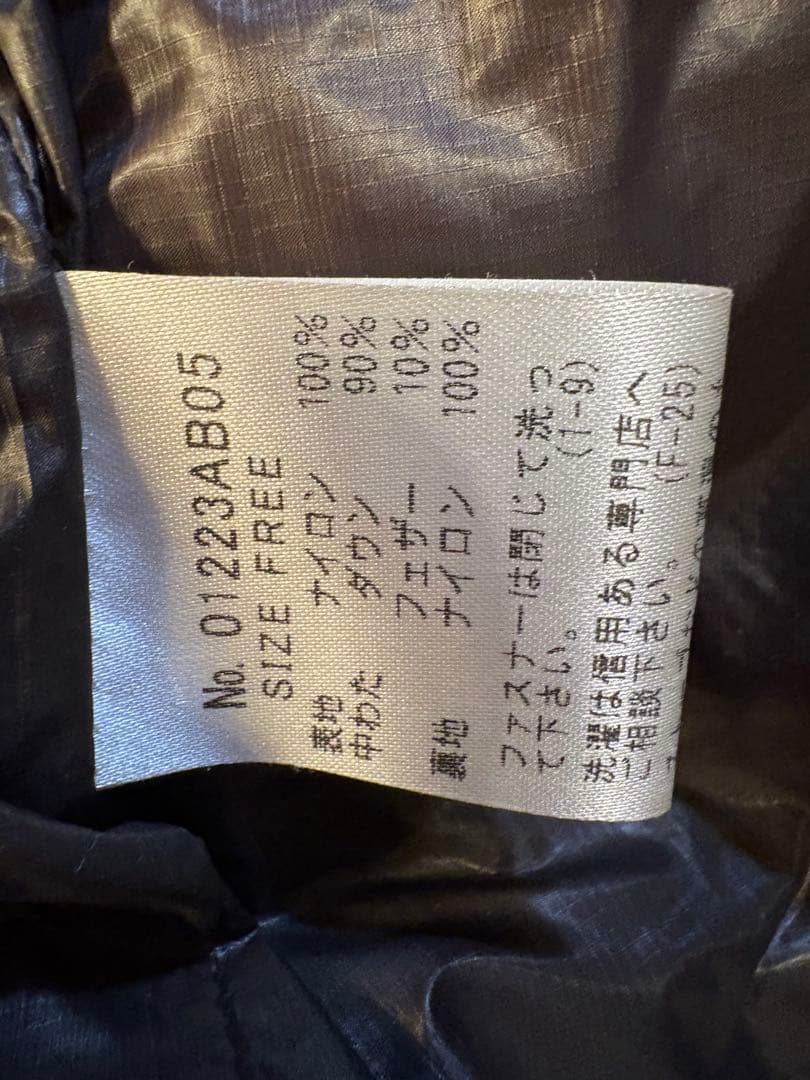 No. 01223AB05
SIZE FREE
表地 ナイロン 100%
中わた ダウン 90%
フェザー 10%
裏地 ナイロン 100%
ファスナーは閉じて洗っ
て下さい。 (1-9)
洗濯は信用ある専門店へ
ご相談下さい。 (F-25)